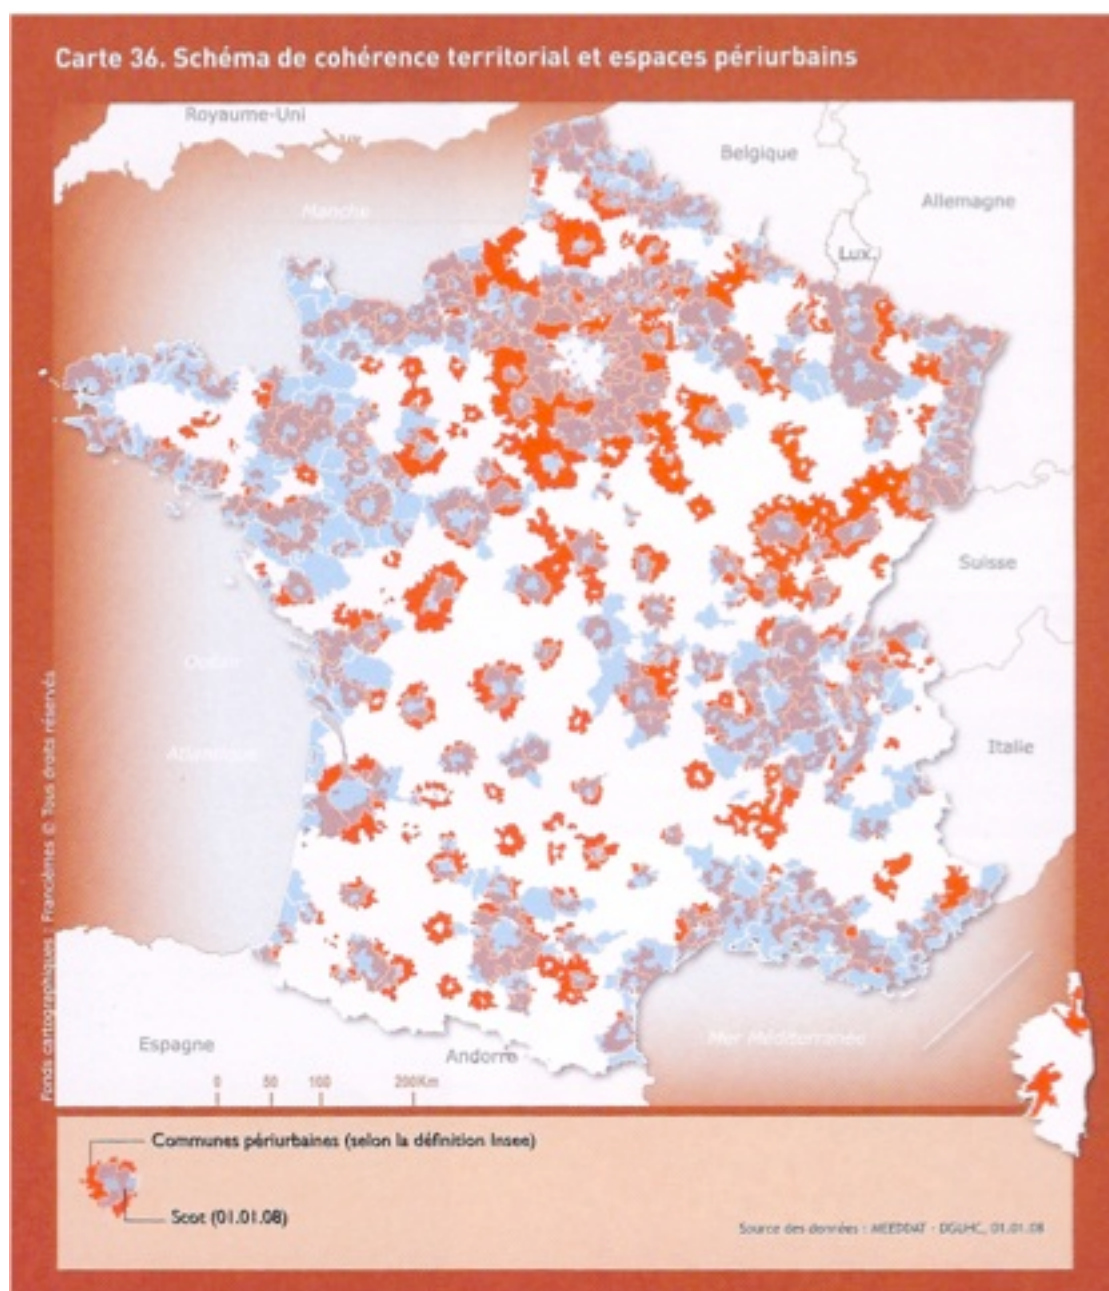 Carte 36. Schéma de cohérence territorial et espaces périurbains
Royaume-Uni
Belgique
Allemagne
Manche
Lux.
Suisse
Océan
Atlantique
Italie
Espagne
Andorre
Mer Méditerranée
0 50 100 200Km
Fonds cartographiques : Francièmes © Tous droits réservés
Communes périurbaines (selon la définition Insee)
Scot (01.01.08)
Source des données : MEEDDAT - DGUHC, 01.01.08